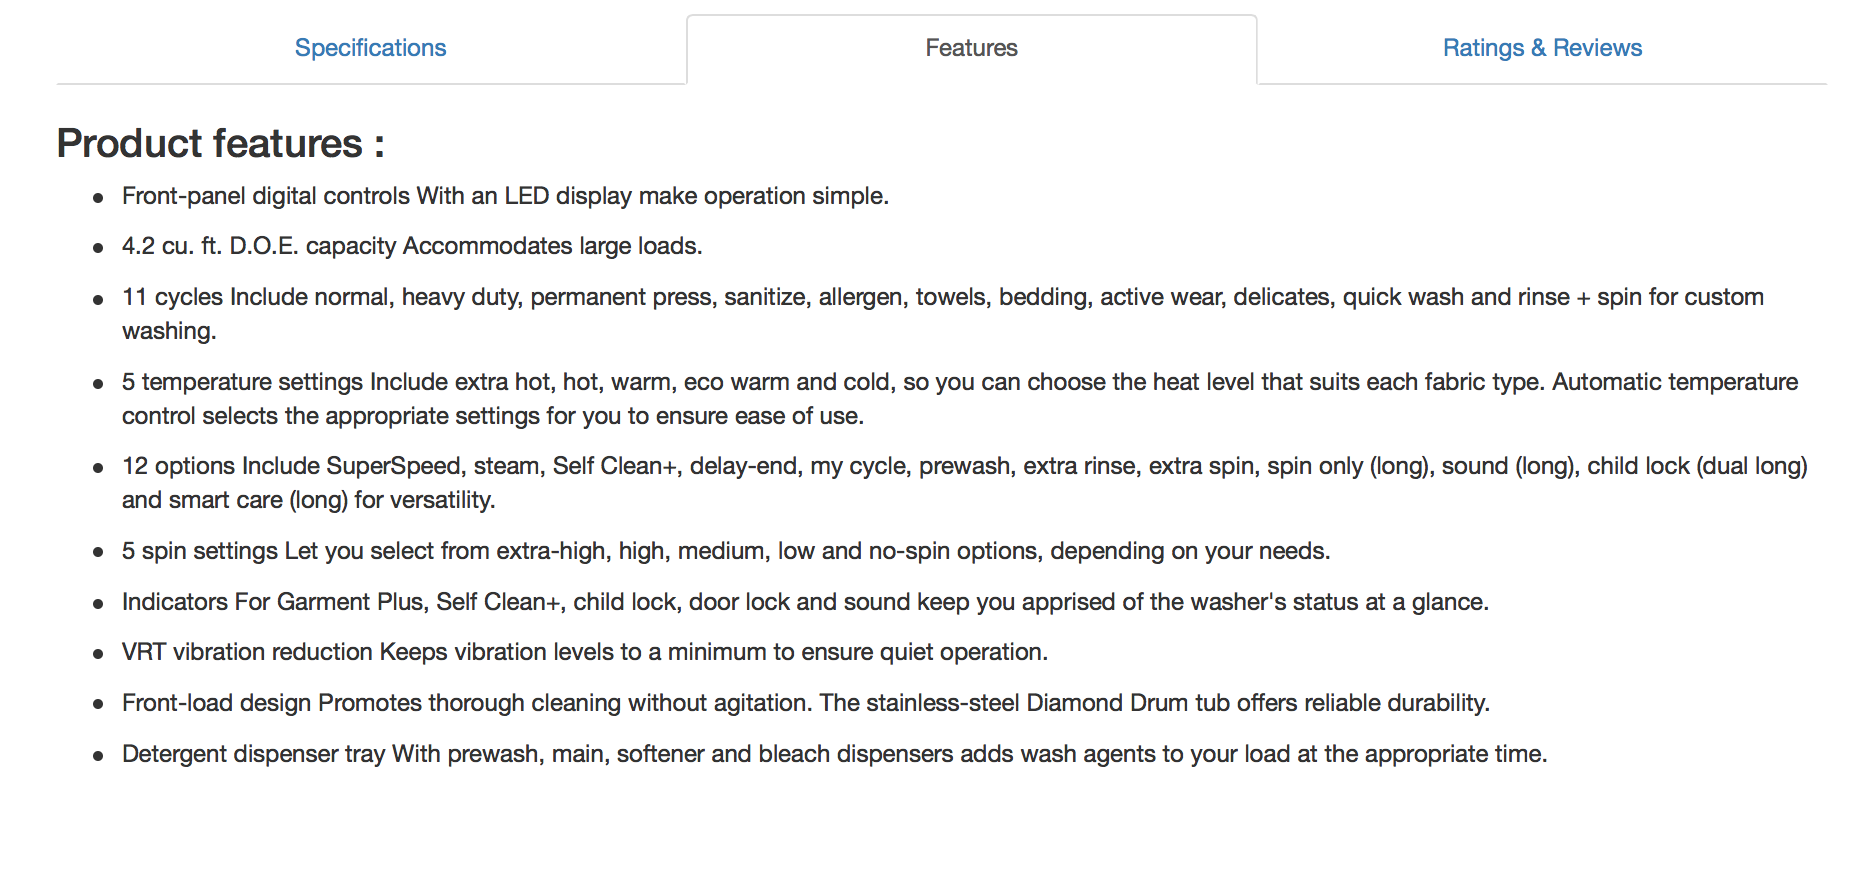 Specifications
Features
Ratings & Reviews
Product features :
Front-panel digital controls With an LED display make operation simple.
4.2 cu. ft. D.O.E. capacity Accommodates large loads.
11 cycles Include normal, heavy duty, permanent press, sanitize, allergen, towels, bedding, active wear, delicates, quick wash and rinse + spin for custom
washing.
5 temperature settings Include extra hot, hot, warm, eco warm and cold, so you can choose the heat level that suits each fabric type. Automatic temperature
control selects the appropriate settings for you to ensure ease of use.
12 options Include SuperSpeed, steam, Self Clean+, delay-end, my cycle, prewash, extra rinse, extra spin, spin only (long), sound (long), child lock (dual long)
and smart care (long) for versatility.
5 spin settings Let you select from extra-high, high, medium, low and no-spin options, depending on your needs.
Indicators For Garment Plus, Self Clean+, child lock, door lock and sound keep you apprised of the washer's status at a glance.
VRT vibration reduction Keeps vibration levels to a minimum to ensure quiet operation.
Front-load design Promotes thorough cleaning without agitation. The stainless-steel Diamond Drum tub offers reliable durability.
Detergent dispenser tray With prewash, main, softener and bleach dispensers adds wash agents to your load at the appropriate time.